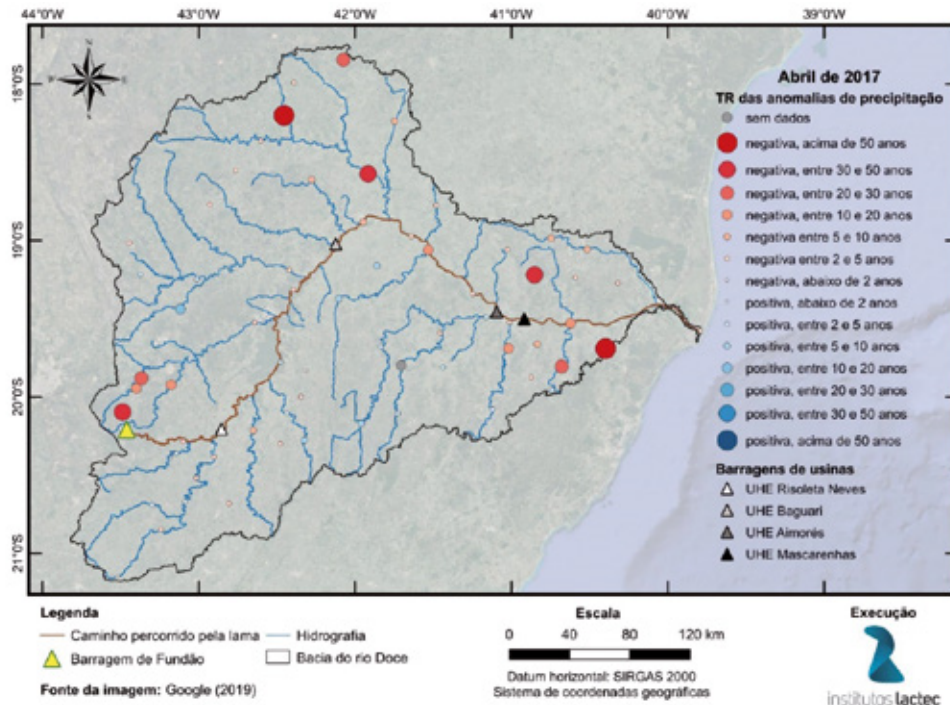 44°0'W 43°0'W 42°0'W 41°0'W 40°0'W 39°0'W
N
18°S
19°S
20°S
21°S
Abril de 2017
TR das anomalias de precipitação
sem dados
negativa, acima de 50 anos
negativa, entre 30 e 50 anos
negativa, entre 20 e 30 anos
negativa, entre 10 e 20 anos
negativa entre 5 e 10 anos
negativa, entre 2 e 5 anos
negativa, abaixo de 2 anos
positiva, abaixo de 2 anos
positiva, entre 2 e 5 anos
positiva, entre 5 e 10 anos
positiva, entre 10 e 20 anos
positiva, entre 20 e 30 anos
positiva, entre 30 e 50 anos
positiva, acima de 50 anos
Barragens de usinas
UHE Risoleta Neves
UHE Baguari
UHE Aimorés
UHE Mascarenhas
Legenda
Caminho percorrido pela lama
Hidrografia
Barragem de Fundão
Bacia do rio Doce
Fonte da imagem: Google (2019)
Escala
0 40 80 120 km
Datum horizontal: SIRGAS 2000
Sistema de coordenadas geográficas
Execução
institutos lactec